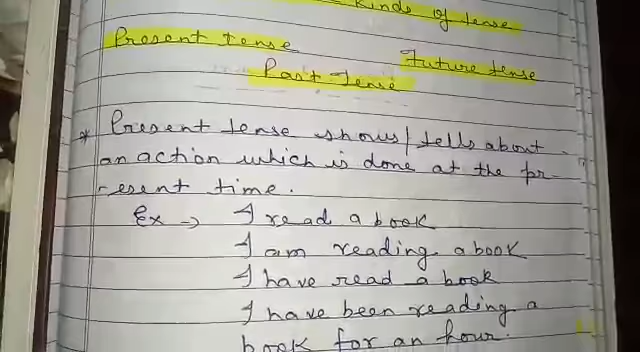 Kinds of tense
Present tense
Future tense
Past Tense
* Present tense shows/tells about
an action which is done at the pr-
esent time.
Ex → I read a book
I am reading a book
I have read a book
I have been reading a
book for an hour.